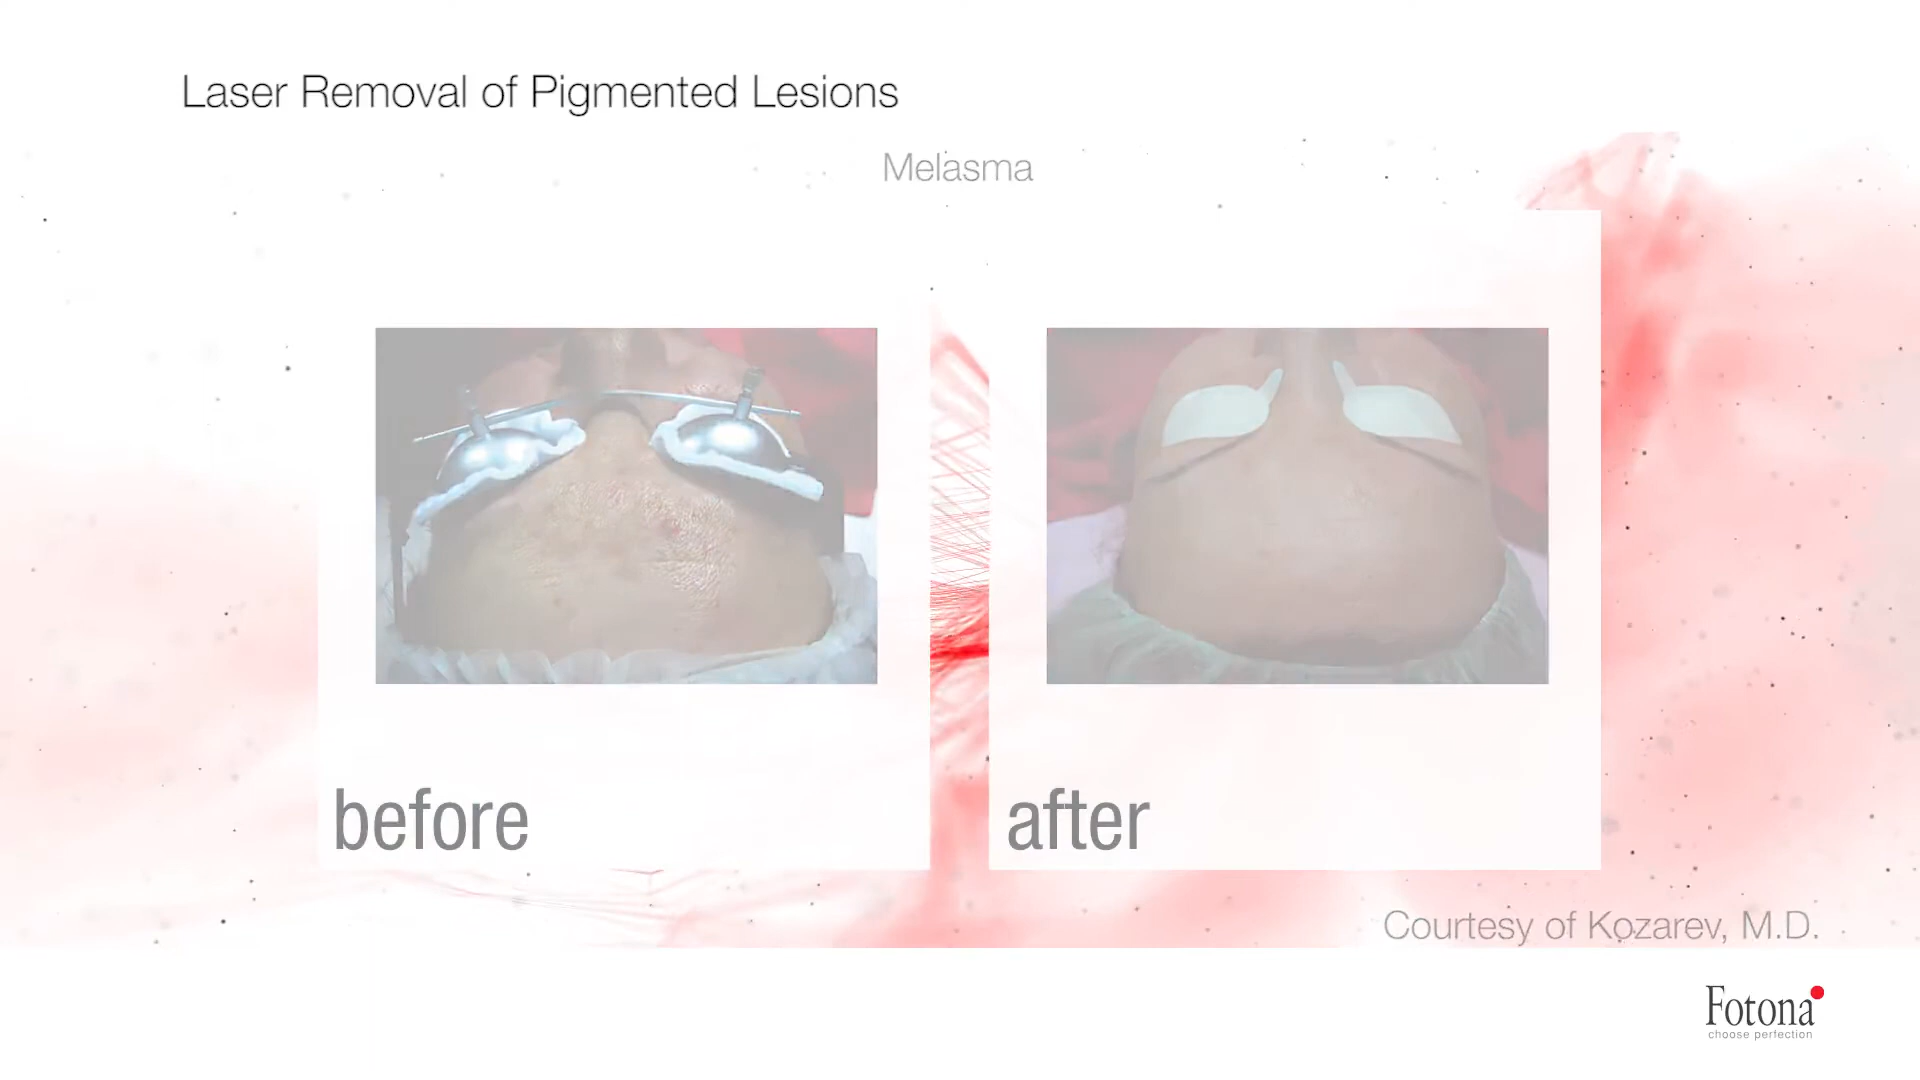 Laser Removal of Pigmented Lesions
Melasma
before
after
Courtesy of Kozarev, M.D.
Fotona
choose perfection